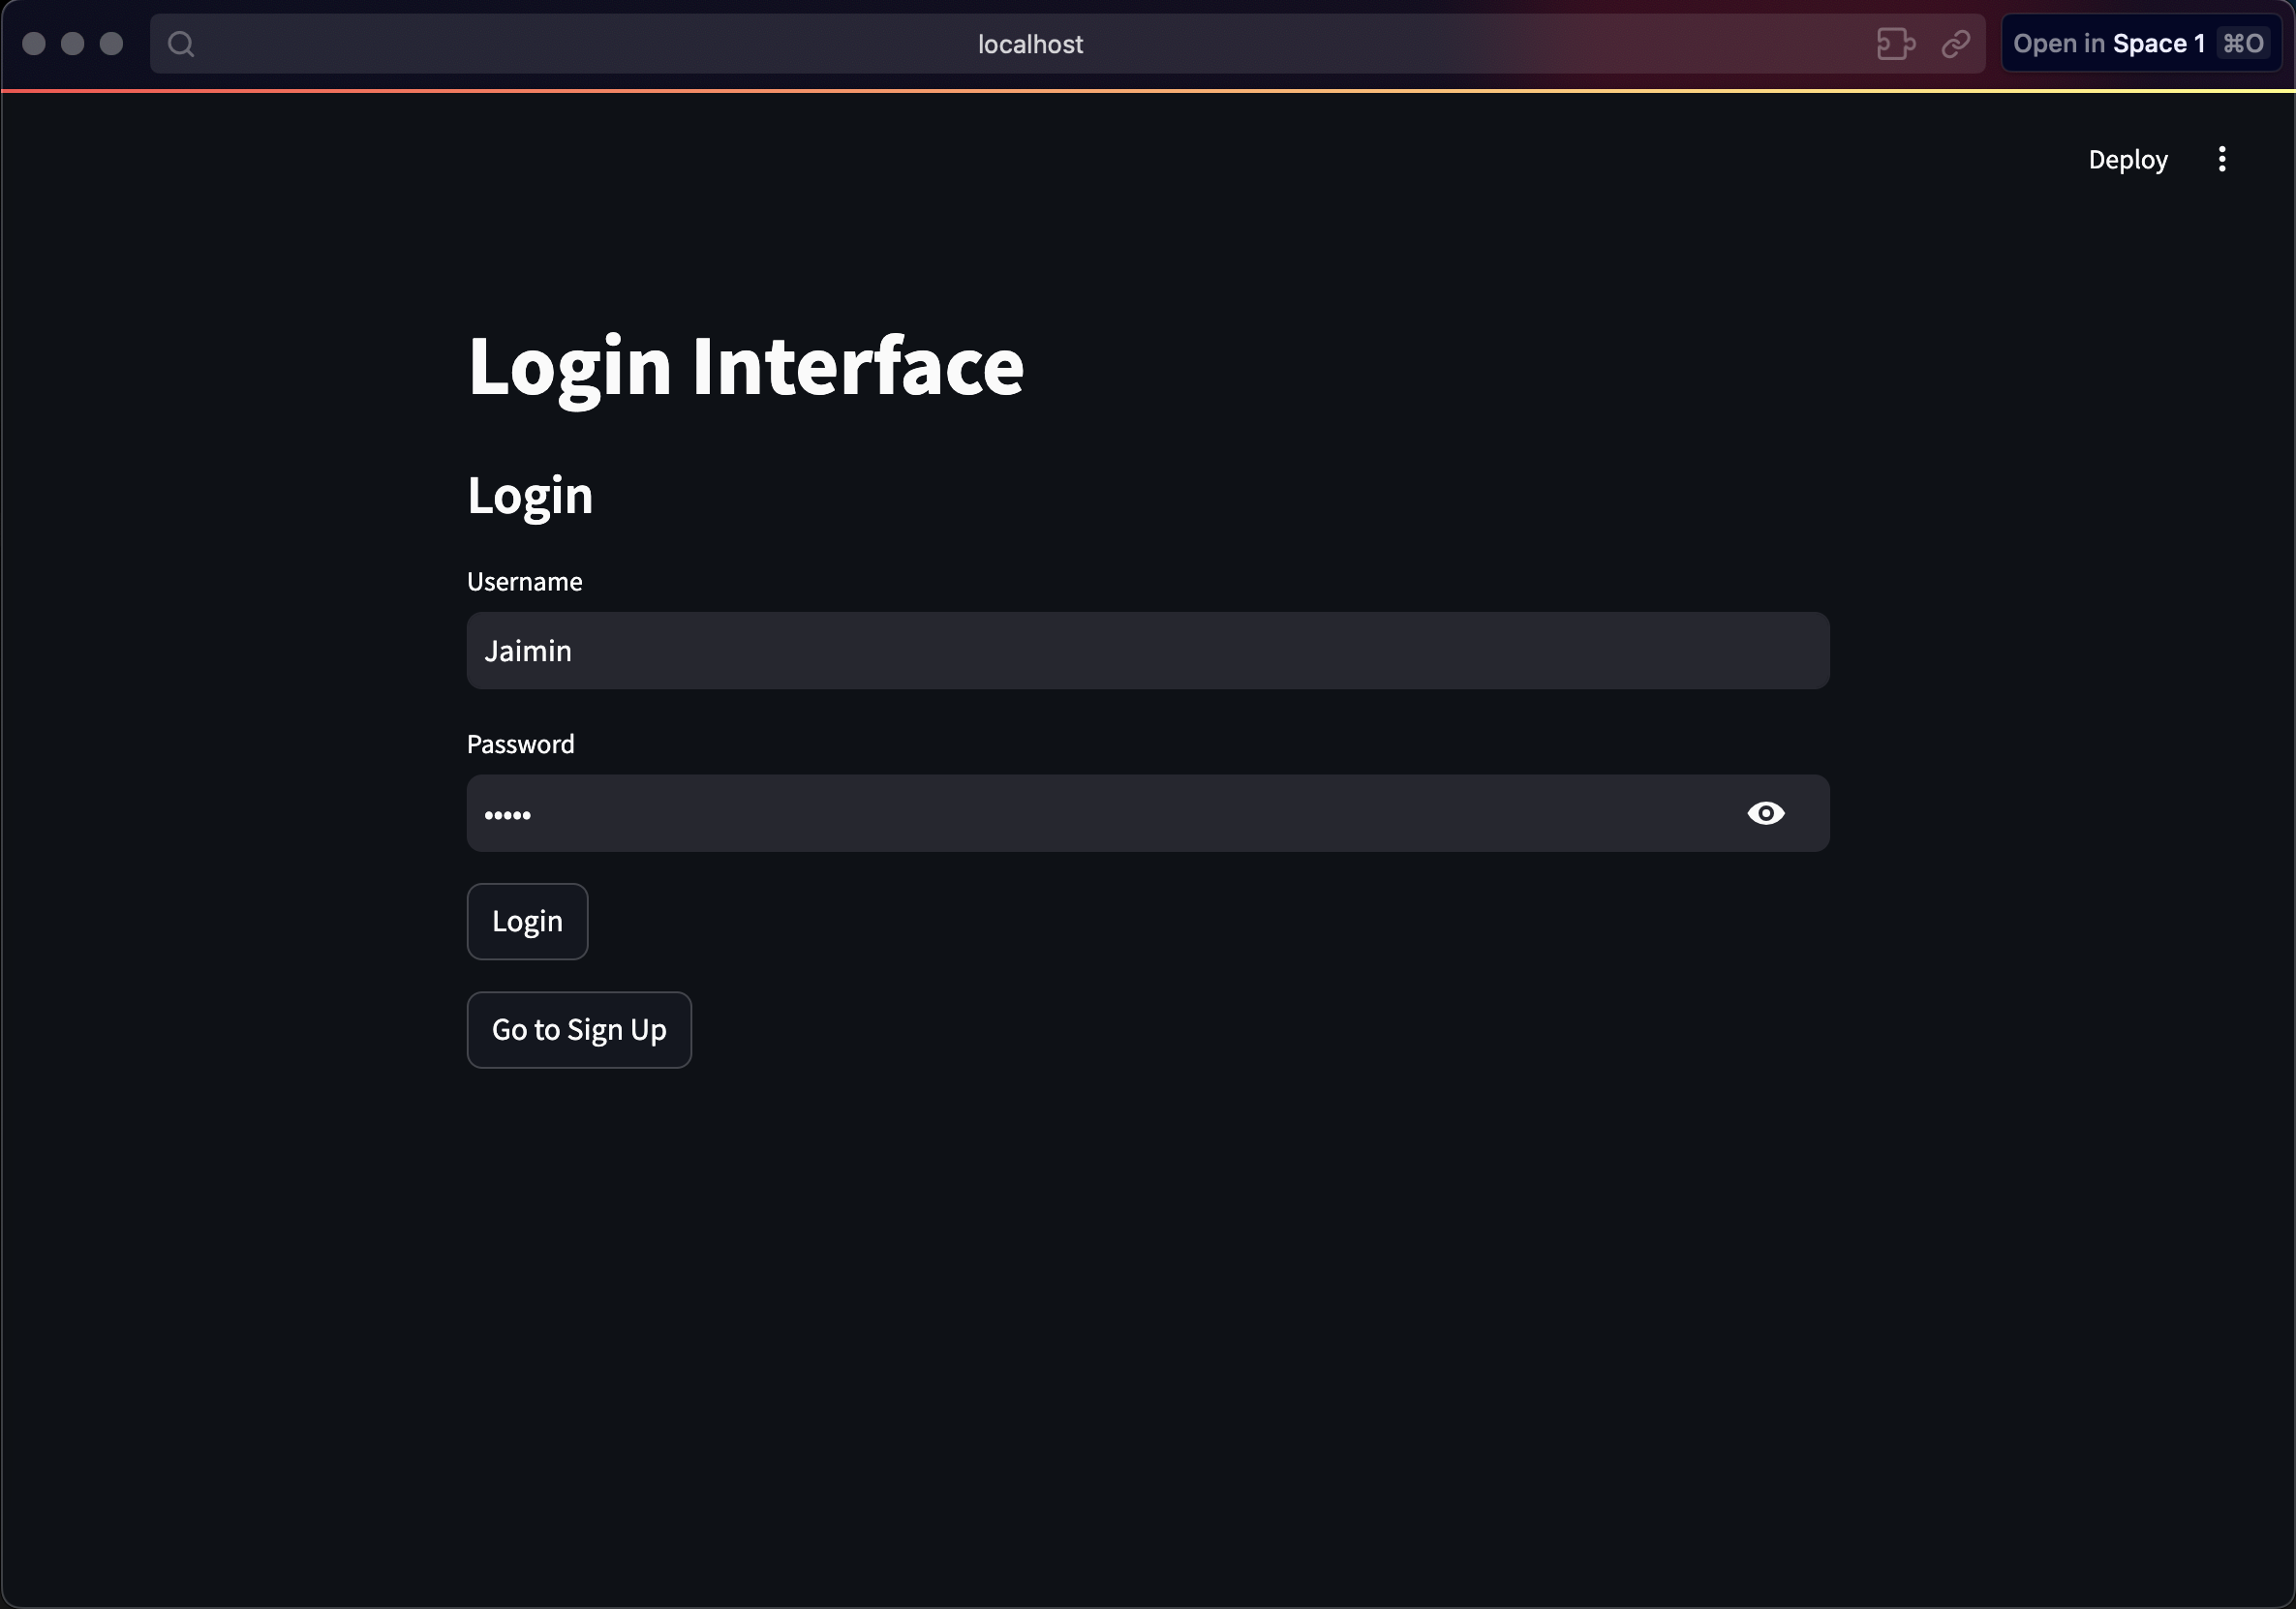 localhost
Open in Space 1 ⌘O
Deploy
Login Interface
Login
Username
Jaimin
Password
•••••
Login
Go to Sign Up